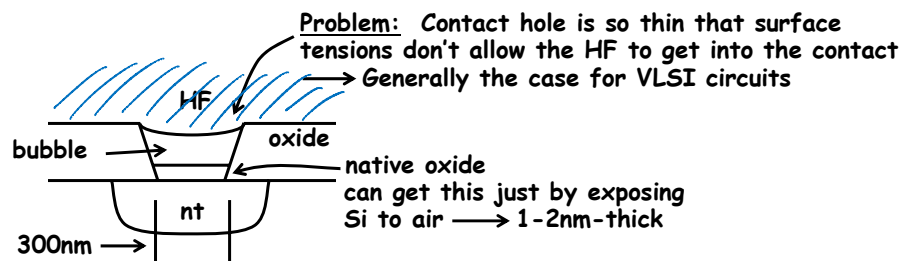 Problem: Contact hole is so thin that surface
tensions don't allow the HF to get into the contact
Generally the case for VLSI circuits
HF
oxide
bubble
native oxide
can get this just by exposing
Si to air 1-2nm-thick
nt
300nm